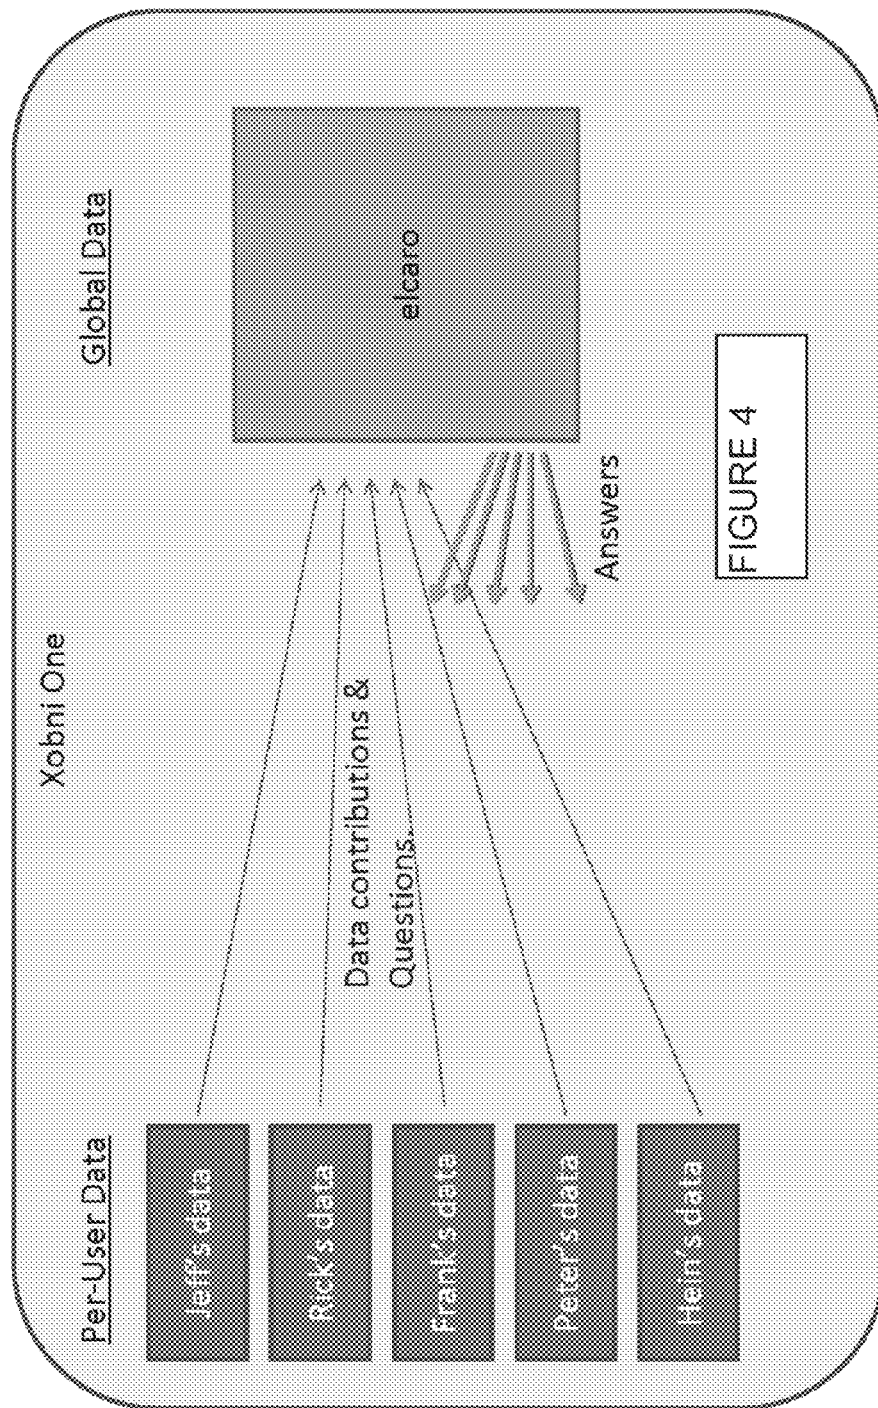 Xobni One
Per-User Data
Global Data
Jeff's data
Rick's data
Frank's data
Peter's data
Hein's data
Data contributions &
Questions.
elcaro
Answers
FIGURE 4